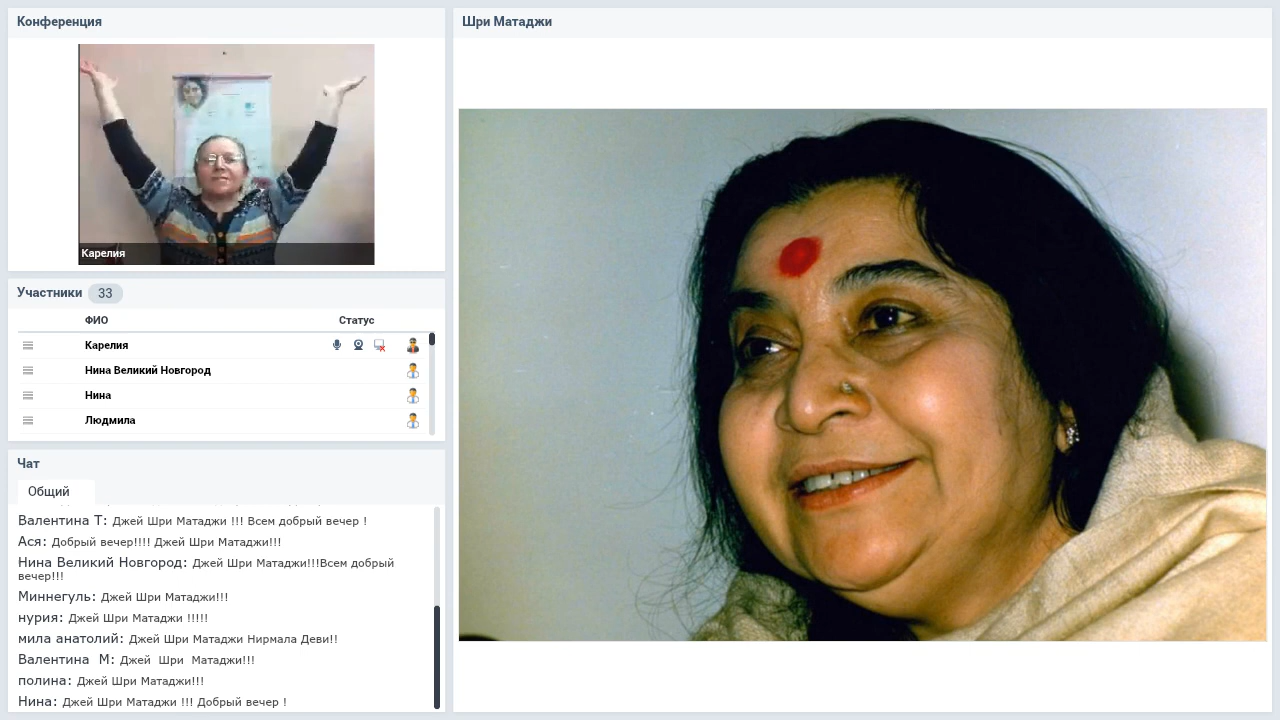 Конференция
Карелия
Участники 33
ФИО Статус
Карелия
Нина Великий Новгород
Нина
Людмила
Чат
Общий
Валентина Т: Джей Шри Матаджи !!! Всем добрый вечер !
Ася: Добрый вечер!!!! Джей Шри Матаджи!!!
Нина Великий Новгород: Джей Шри Матаджи!!!Всем добрый
вечер!!!
Миннегуль: Джей Шри Матаджи!!!
нурия: Джей Шри Матаджи !!!!!
мила анатолий: Джей Шри Матаджи Нирмала Деви!!
Валентина  М: Джей  Шри  Матаджи!!!
полина: Джей Шри Матаджи!!!
Нина: Джей Шри Матаджи !!! Добрый вечер !
Шри Матаджи